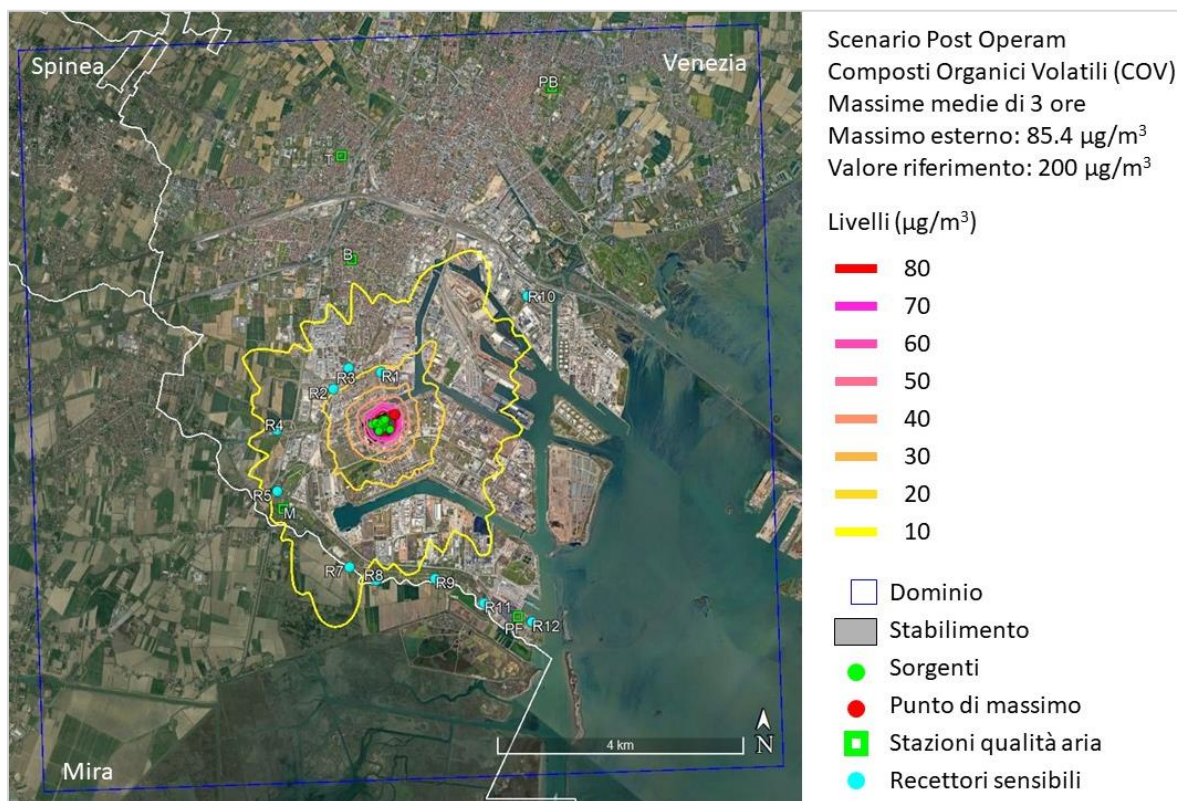 Spinea
Venezia
PB
T
B
R10
R3
R1
R2
R4
R5
M
R7
R8
R9
R11
PF
R12
4 km
N
Mira
Scenario Post Operam
Composti Organici Volatili (COV)
Massime medie di 3 ore
Massimo esterno: 85.4 µg/m³
Valore riferimento: 200 µg/m³
Livelli (µg/m³)
80
70
60
50
40
30
20
10
Dominio
Stabilimento
Sorgenti
Punto di massimo
Stazioni qualità aria
Recettori sensibili